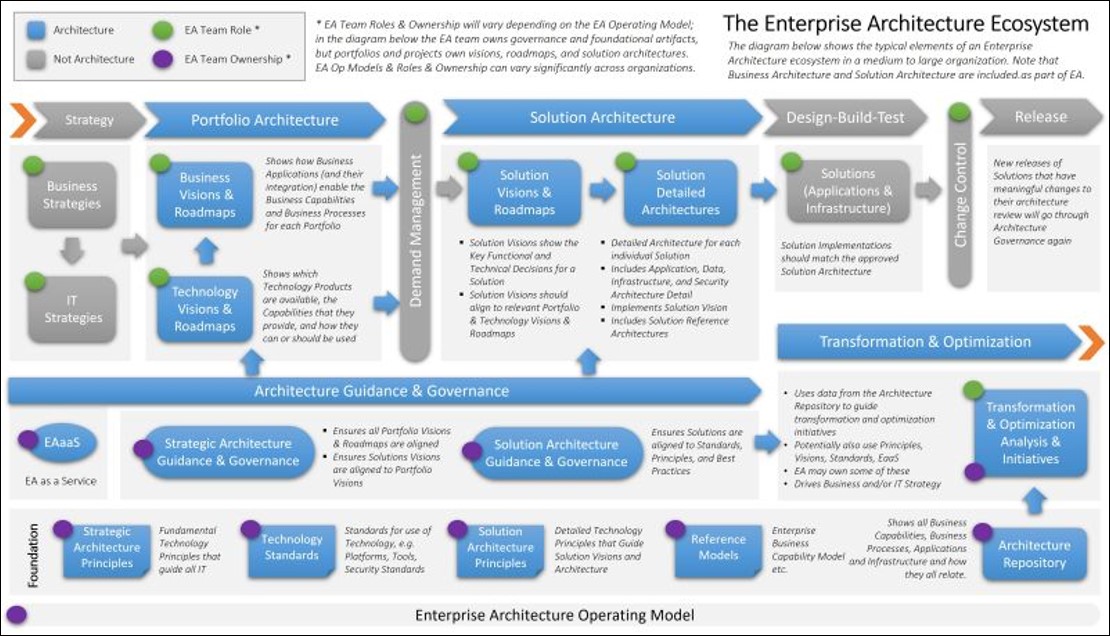 Architecture
EA Team Role *
Not Architecture
EA Team Ownership *
* EA Team Roles & Ownership will vary depending on the EA Operating Model;
in the diagram below the EA team owns governance and foundational artifacts,
but portfolios and projects own visions, roadmaps, and solution architectures.
EA Op Models & Roles & Ownership can vary significantly across organizations.
The Enterprise Architecture Ecosystem
The diagram below shows the typical elements of an Enterprise
Architecture ecosystem in a medium to large organization. Note that
Business Architecture and Solution Architecture are included as part of EA.
Strategy
Portfolio Architecture
Demand Management
Solution Architecture
Design-Build-Test
Change Control
Release
Business
Strategies
IT
Strategies
Business
Visions &
Roadmaps
Shows how Business
Applications (and their
integration) enable the
Business Capabilities
and Business Processes
for each Portfolio
Technology
Visions &
Roadmaps
Shows which
Technology Products
are available, the
Capabilities that they
provide, and how they
can or should be used
Solution
Visions &
Roadmaps
▪ Solution Visions show the
Key Functional and
Technical Decisions for a
Solution
▪ Solution Visions should
align to relevant Portfolio
& Technology Visions &
Roadmaps
Solution
Detailed
Architectures
▪ Detailed Architecture for each
individual Solution
▪ Includes Application, Data,
Infrastructure, and Security
Architecture Detail
▪ Implements Solution Vision
▪ Includes Solution Reference
Architectures
Solutions
(Applications &
Infrastructure)
Solution Implementations
should match the approved
Solution Architecture
New releases of
Solutions that have
meaningful changes to
their architecture
review will go through
Architecture
Governance again
Transformation & Optimization
• Uses data from the Architecture
Repository to guide
transformation and optimization
initiatives
• Potentially also use Principles,
Visions, Standards, EaaS
• EA may own some of these
• Drives Business and/or IT Strategy
Transformation
& Optimization
Analysis &
Initiatives
Architecture Guidance & Governance
EAaaS
EA as a Service
Strategic Architecture
Guidance & Governance
▪ Ensures all Portfolio Visions
& Roadmaps are aligned
▪ Ensures Solutions Visions
are aligned to Portfolio
Visions
Solution Architecture
Guidance & Governance
Ensures Solutions are
aligned to Standards,
Principles, and Best
Practices
Foundation
Strategic
Architecture
Principles
Fundamental
Technology
Principles that
guide all IT
Technology
Standards
Standards for use of
Technology, e.g.
Platforms, Tools,
Security Standards
Solution
Architecture
Principles
Detailed Technology
Principles that Guide
Solution Visions and
Architecture
Reference
Models
Enterprise
Business
Capability Model
etc.
Shows all Business
Capabilities, Business
Processes, Applications
and Infrastructure and how
they all relate.
Architecture
Repository
Enterprise Architecture Operating Model